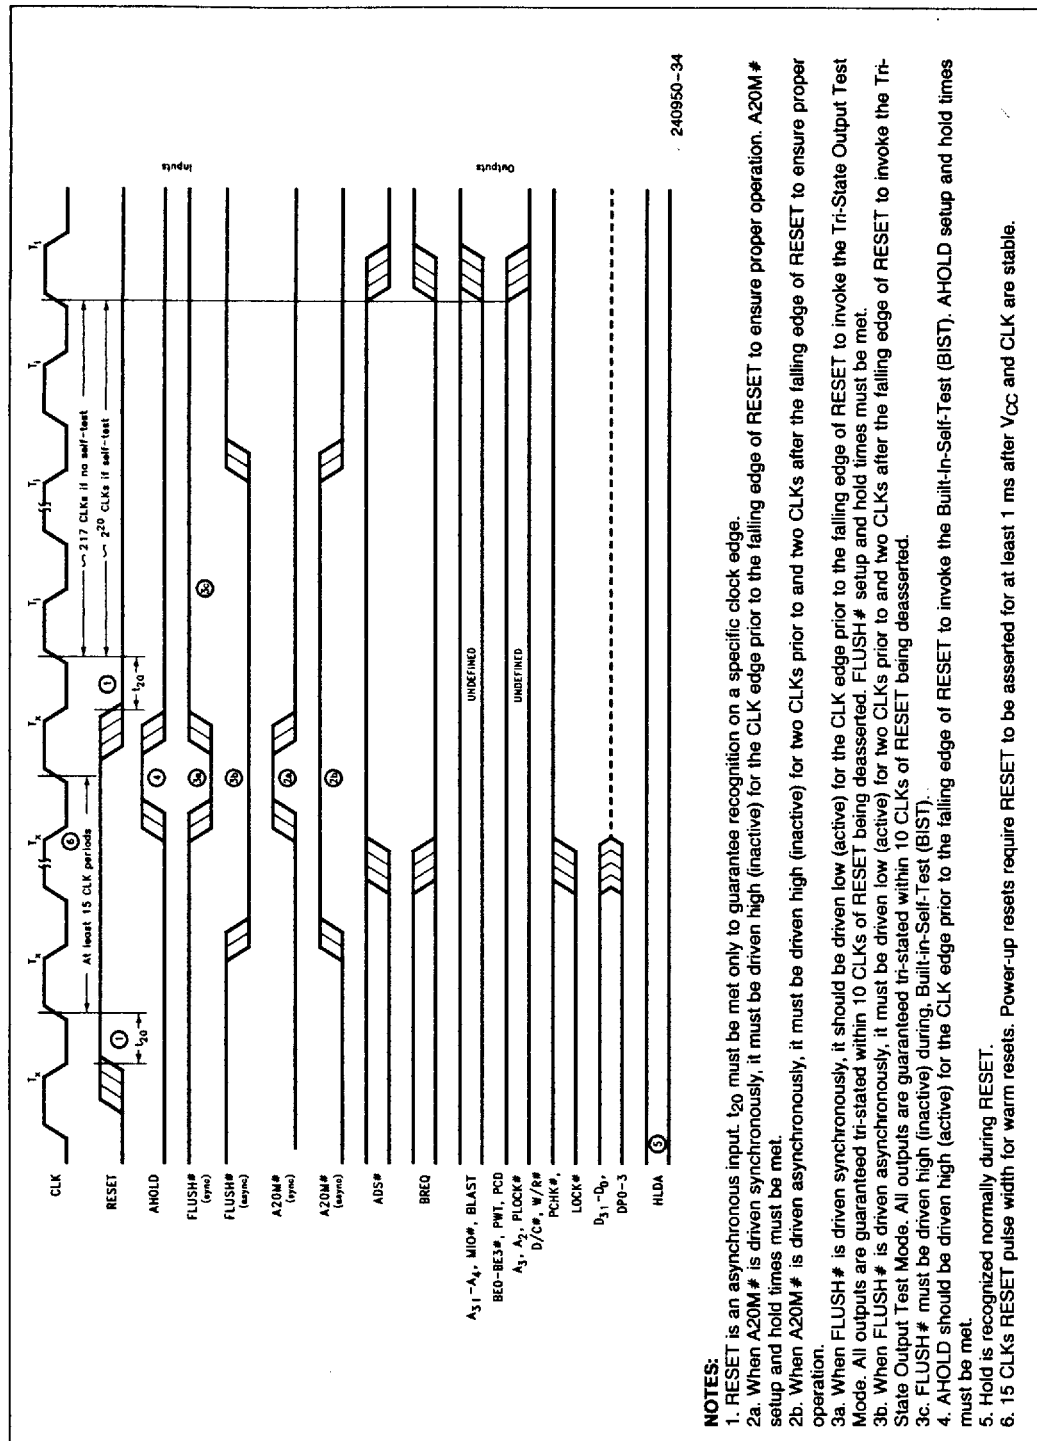 CLK
Tx
Tx
Tx
Tx
Ti
Ti
Ti
Ti
6
At least 15 CLK periods
~ 217 CLKs if no self-test
~ 2²⁰ CLKs if self-test
RESET
1
t20
1
t20
AHOLD
4
FLUSH#
(sync)
3a
3c
FLUSH#
(async)
3b
A20M#
(sync)
2a
A20M#
(async)
2b
Inputs
ADS#
BREQ
A31-A4, MIO#, BLAST
BE0-BE3#, PWT, PCD
UNDEFINED
A3, A2, PLOCK#
D/C#, W/R#
UNDEFINED
PCHK#,
LOCK#
D31-D0,
DP0-3
HLDA
5
Outputs
240950-34
NOTES:
1. RESET is an asynchronous input. t20 must be met only to guarantee recognition on a specific clock edge.
2a. When A20M# is driven synchronously, it must be driven high (inactive) for the CLK edge prior to the falling edge of RESET to ensure proper operation. A20M#
setup and hold times must be met.
2b. When A20M# is driven asynchronously, it must be driven high (inactive) for two CLKs prior to and two CLKs after the falling edge of RESET to ensure proper
operation.
3a. When FLUSH# is driven synchronously, it should be driven low (active) for the CLK edge prior to the falling edge of RESET to invoke the Tri-State Output Test
Mode. All outputs are guaranteed tri-stated within 10 CLKs of RESET being deasserted. FLUSH# setup and hold times must be met.
3b. When FLUSH# is driven asynchronously, it must be driven low (active) for two CLKs prior to and two CLKs after the falling edge of RESET to invoke the Tri-
State Output Test Mode. All outputs are guaranteed tri-stated within 10 CLKs of RESET being deasserted.
3c. FLUSH# must be driven high (inactive) during, Built-in-Self-Test (BIST).
4. AHOLD should be driven high (active) for the CLK edge prior to the falling edge of RESET to invoke the Built-In-Self-Test (BIST). AHOLD setup and hold times
must be met.
5. Hold is recognized normally during RESET.
6. 15 CLKs RESET pulse width for warm resets. Power-up resets require RESET to be asserted for at least 1 ms after VCC and CLK are stable.